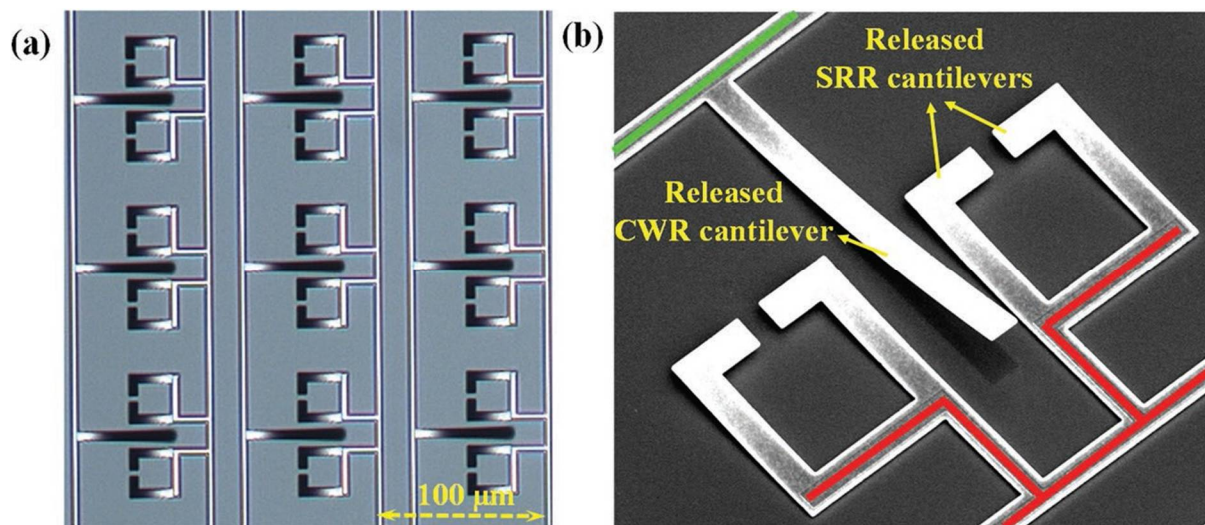 (a)
100 μm
(b)
Released
SRR cantilevers
Released
CWR cantilever